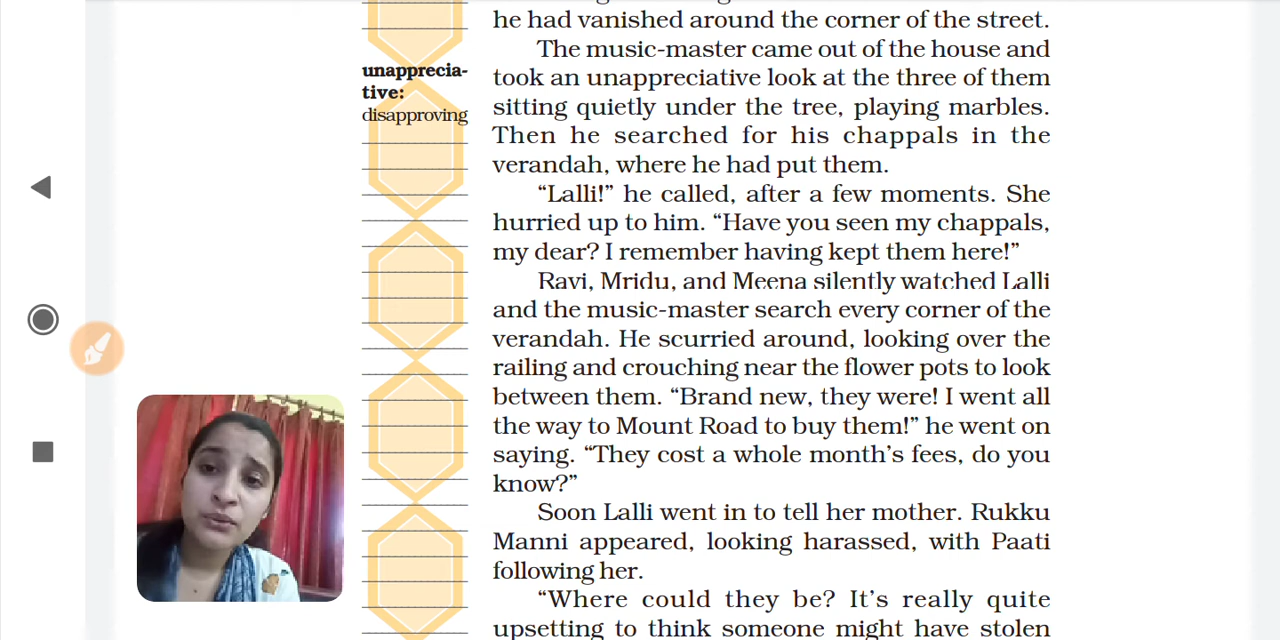 he had vanished around the corner of the street.
The music-master came out of the house and
took an unappreciative look at the three of them
sitting quietly under the tree, playing marbles.
Then he searched for his chappals in the
verandah, where he had put them.
“Lalli!” he called, after a few moments. She
hurried up to him. “Have you seen my chappals,
my dear? I remember having kept them here!”
Ravi, Mridu, and Meena silently watched Lalli
and the music-master search every corner of the
verandah. He scurried around, looking over the
railing and crouching near the flower pots to look
between them. “Brand new, they were! I went all
the way to Mount Road to buy them!” he went on
saying. “They cost a whole month’s fees, do you
know?”
Soon Lalli went in to tell her mother. Rukku
Manni appeared, looking harassed, with Paati
following her.
“Where could they be? It’s really quite
upsetting to think someone might have stolen
unapprecia-
tive:
disapproving